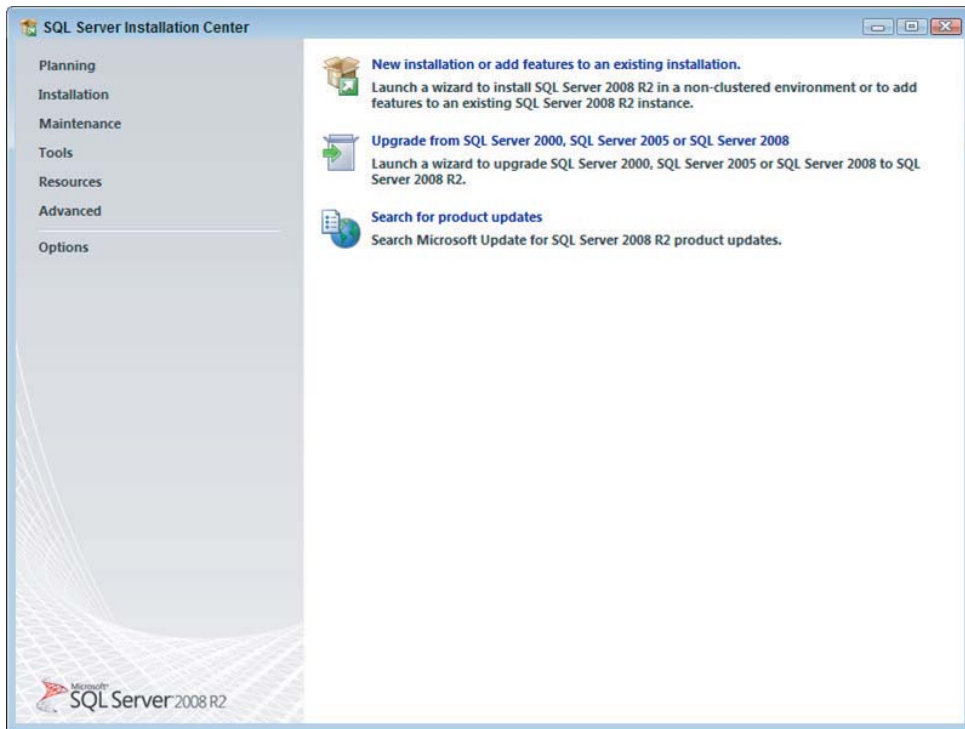 SQL Server Installation Center
Planning
Installation
Maintenance
Tools
Resources
Advanced
Options
New installation or add features to an existing installation.
Launch a wizard to install SQL Server 2008 R2 in a non-clustered environment or to add
features to an existing SQL Server 2008 R2 instance.
Upgrade from SQL Server 2000, SQL Server 2005 or SQL Server 2008
Launch a wizard to upgrade SQL Server 2000, SQL Server 2005 or SQL Server 2008 to SQL
Server 2008 R2.
Search for product updates
Search Microsoft Update for SQL Server 2008 R2 product updates.
Microsoft
SQL Server 2008 R2